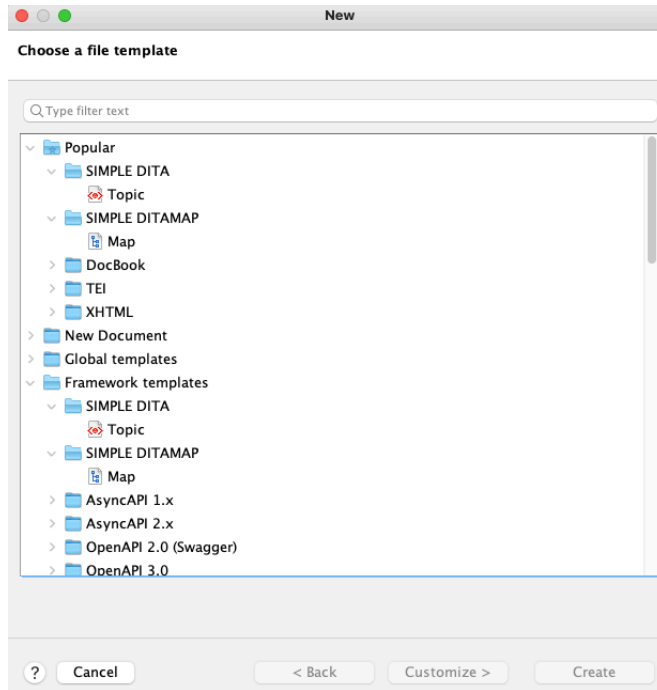 New
Choose a file template
Type filter text
Popular
SIMPLE DITA
Topic
SIMPLE DITAMAP
Map
DocBook
TEI
XHTML
New Document
Global templates
Framework templates
SIMPLE DITA
Topic
SIMPLE DITAMAP
Map
AsyncAPI 1.x
AsyncAPI 2.x
OpenAPI 2.0 (Swagger)
OpenAPI 3.0
? Cancel < Back Customize > Create